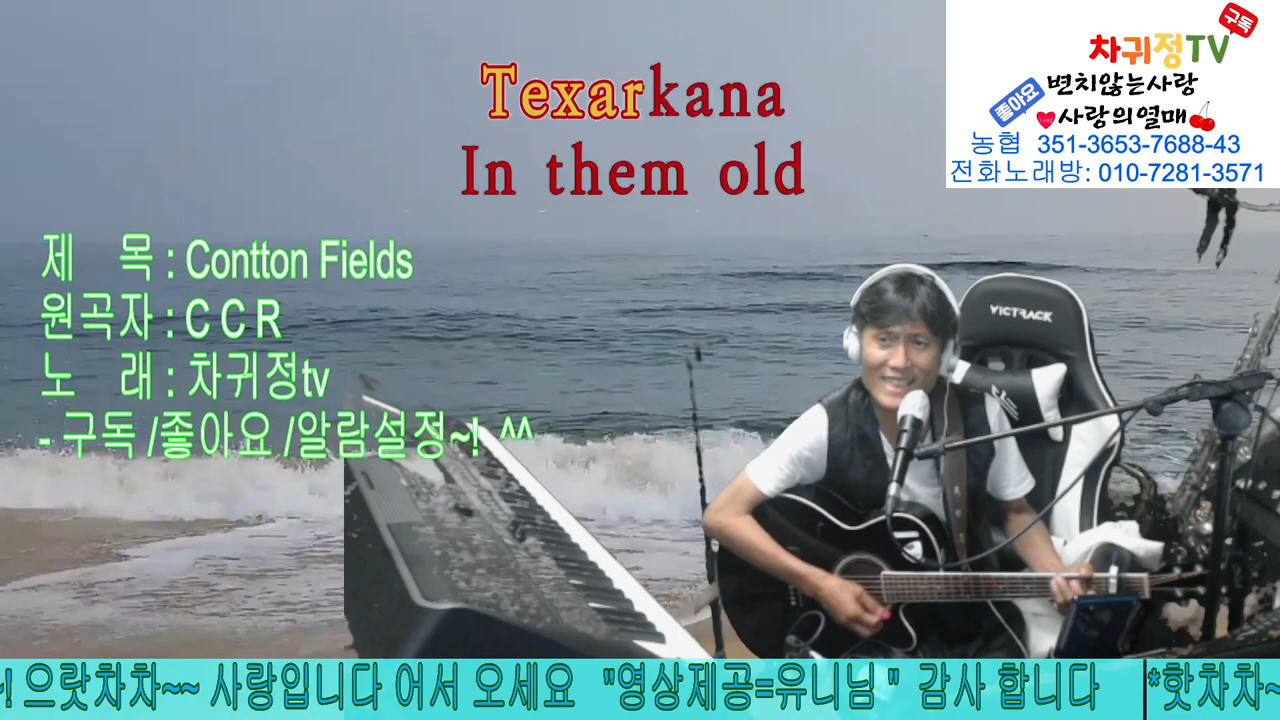 Texarkana
In them old
구독
차귀정TV
좋아요
변치않는사랑
사랑의열매
농협 351-3653-7688-43
전화노래방: 010-7281-3571
제 목 : Contton Fields
원곡자 : C C R
노 래 : 차귀정tv
- 구독 /좋아요 /알람설정~! ^^
VICTRACK
~! 으랏차차~~ 사랑입니다 어서 오세요 "영상제공=유니님 " 감사 합니다 *핫차차~